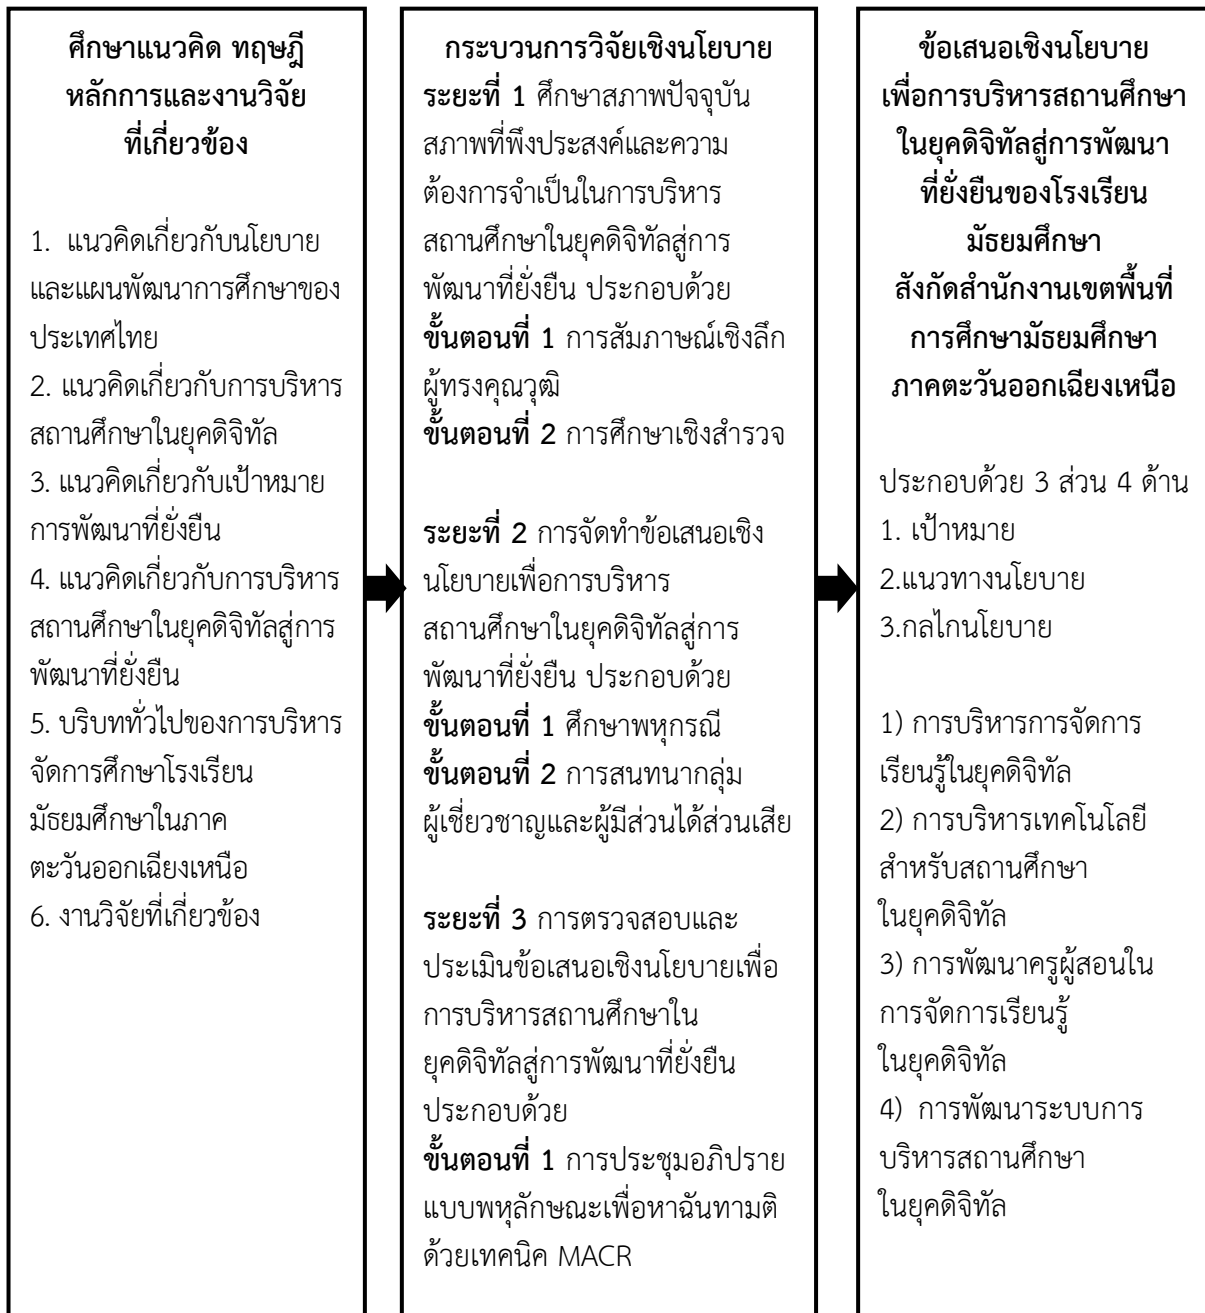 ศึกษาแนวคิด ทฤษฎี
หลักการและงานวิจัย
ที่เกี่ยวข้อง
1. แนวคิดเกี่ยวกับนโยบาย
และแผนพัฒนาการศึกษาของ
ประเทศไทย
2. แนวคิดเกี่ยวกับการบริหาร
สถานศึกษาในยุคดิจิทัล
3. แนวคิดเกี่ยวกับเป้าหมาย
การพัฒนาที่ยั่งยืน
4. แนวคิดเกี่ยวกับการบริหาร
สถานศึกษาในยุคดิจิทัลสู่การ
พัฒนาที่ยั่งยืน
5. บริบททั่วไปของการบริหาร
จัดการศึกษาโรงเรียน
มัธยมศึกษาในภาค
ตะวันออกเฉียงเหนือ
6. งานวิจัยที่เกี่ยวข้อง
กระบวนการวิจัยเชิงนโยบาย
ระยะที่ 1 ศึกษาสภาพปัจจุบัน
สภาพที่พึงประสงค์และความ
ต้องการจำเป็นในการบริหาร
สถานศึกษาในยุคดิจิทัลสู่การ
พัฒนาที่ยั่งยืน ประกอบด้วย
ขั้นตอนที่ 1 การสัมภาษณ์เชิงลึก
ผู้ทรงคุณวุฒิ
ขั้นตอนที่ 2 การศึกษาเชิงสำรวจ
ระยะที่ 2 การจัดทำข้อเสนอเชิง
นโยบายเพื่อการบริหาร
สถานศึกษาในยุคดิจิทัลสู่การ
พัฒนาที่ยั่งยืน ประกอบด้วย
ขั้นตอนที่ 1 ศึกษาพหุกรณี
ขั้นตอนที่ 2 การสนทนากลุ่ม
ผู้เชี่ยวชาญและผู้มีส่วนได้ส่วนเสีย
ระยะที่ 3 การตรวจสอบและ
ประเมินข้อเสนอเชิงนโยบายเพื่อ
การบริหารสถานศึกษาใน
ยุคดิจิทัลสู่การพัฒนาที่ยั่งยืน
ประกอบด้วย
ขั้นตอนที่ 1 การประชุมอภิปราย
แบบพหุลักษณะเพื่อหาฉันทามติ
ด้วยเทคนิค MACR
ข้อเสนอเชิงนโยบาย
เพื่อการบริหารสถานศึกษา
ในยุคดิจิทัลสู่การพัฒนา
ที่ยั่งยืนของโรงเรียน
มัธยมศึกษา
สังกัดสำนักงานเขตพื้นที่
การศึกษามัธยมศึกษา
ภาคตะวันออกเฉียงเหนือ
ประกอบด้วย 3 ส่วน 4 ด้าน
1. เป้าหมาย
2.แนวทางนโยบาย
3.กลไกนโยบาย
1) การบริหารการจัดการ
เรียนรู้ในยุคดิจิทัล
2) การบริหารเทคโนโลยี
สำหรับสถานศึกษา
ในยุคดิจิทัล
3) การพัฒนาครูผู้สอนใน
การจัดการเรียนรู้
ในยุคดิจิทัล
4) การพัฒนาระบบการ
บริหารสถานศึกษา
ในยุคดิจิทัล